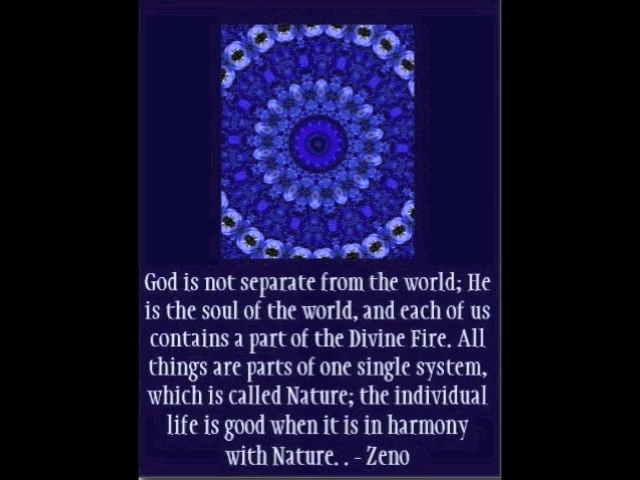 God is not separate from the world; He
is the soul of the world, and each of us
contains a part of the Divine Fire. All
things are parts of one single system,
which is called Nature; the individual
life is good when it is in harmony
with Nature. . - Zeno